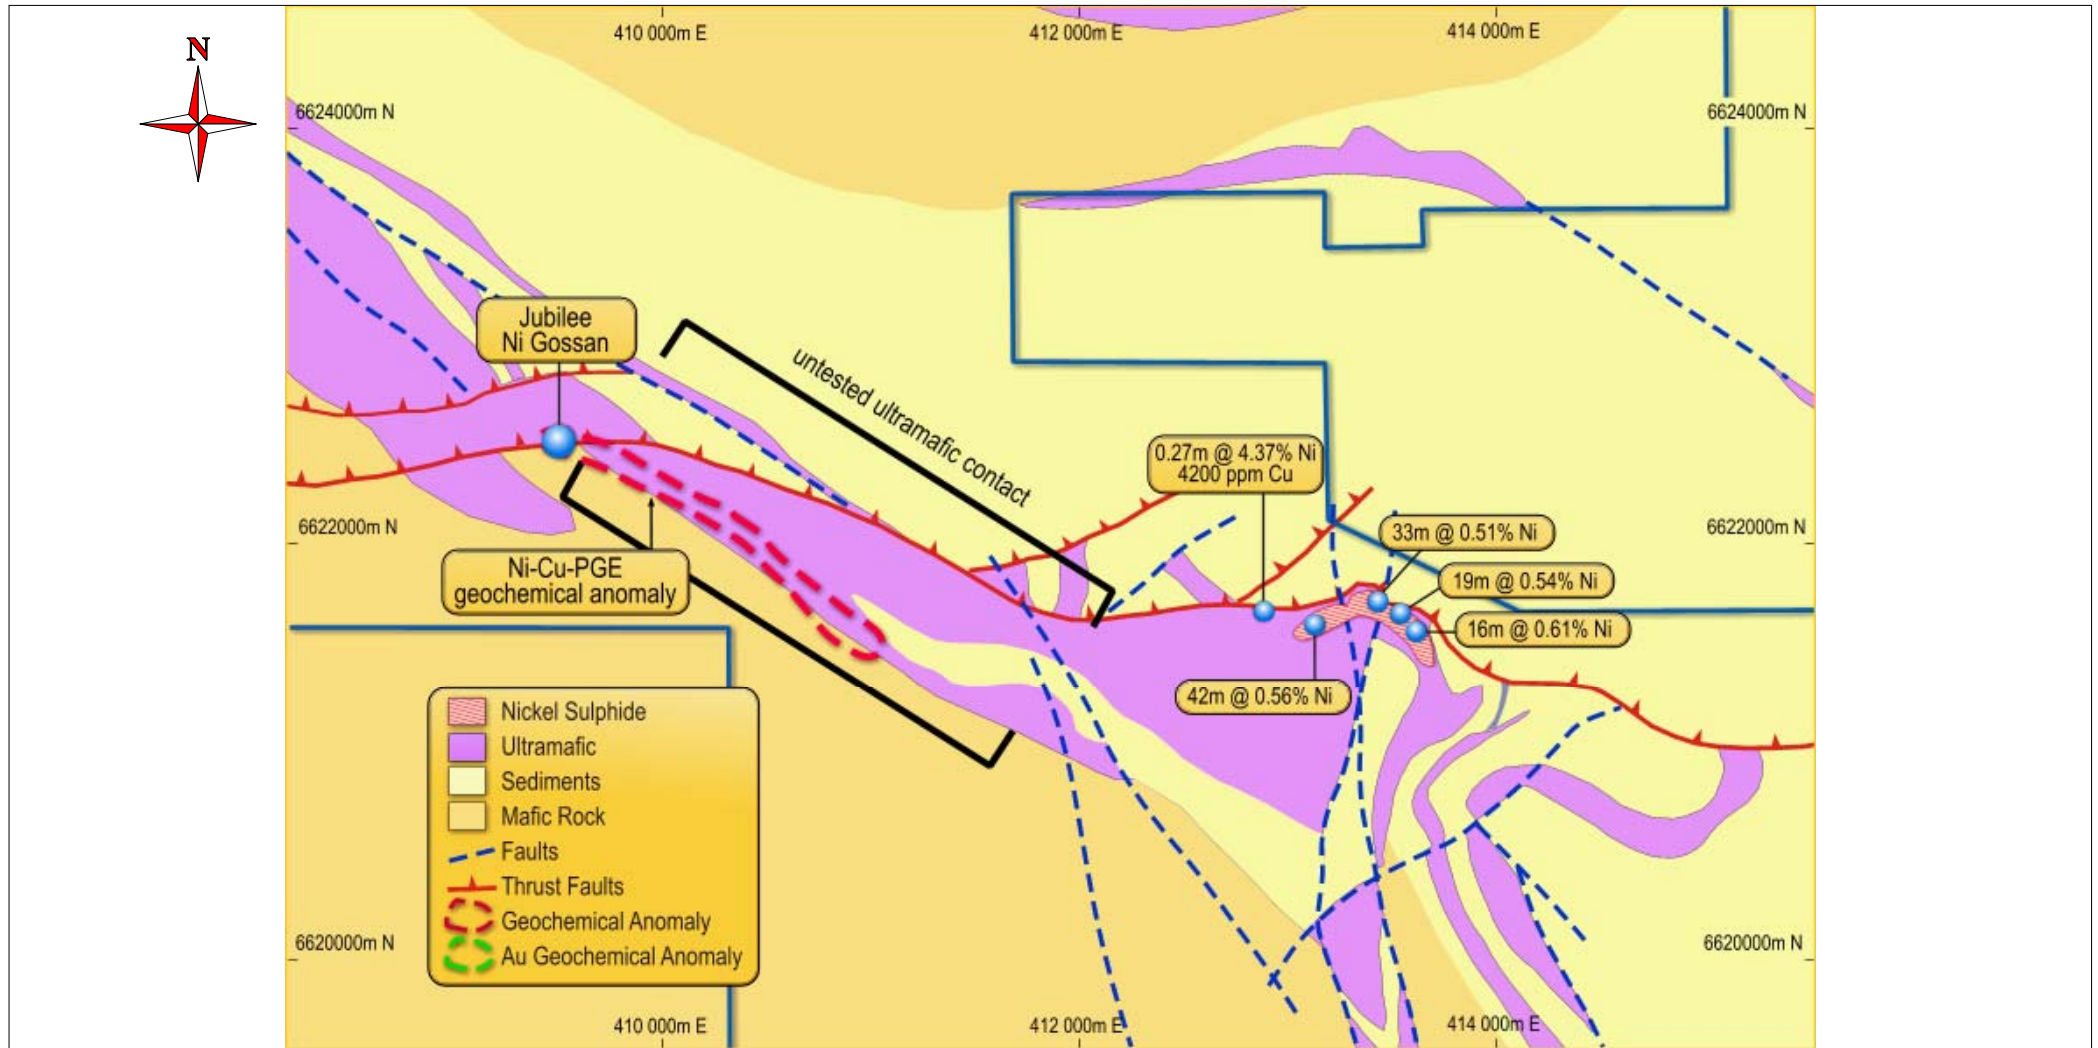 N
410 000m E
412 000m E
414 000m E
6624000m N
6624000m N
Jubilee
Ni Gossan
untested ultramafic contact
0.27m @ 4.37% Ni
4200 ppm Cu
6622000m N
6622000m N
33m @ 0.51% Ni
Ni-Cu-PGE
geochemical anomaly
19m @ 0.54% Ni
16m @ 0.61% Ni
42m @ 0.56% Ni
Nickel Sulphide
Ultramafic
Sediments
Mafic Rock
Faults
Thrust Faults
Geochemical Anomaly
Au Geochemical Anomaly
6620000m N
6620000m N
410 000m E
412 000m E
414 000m E